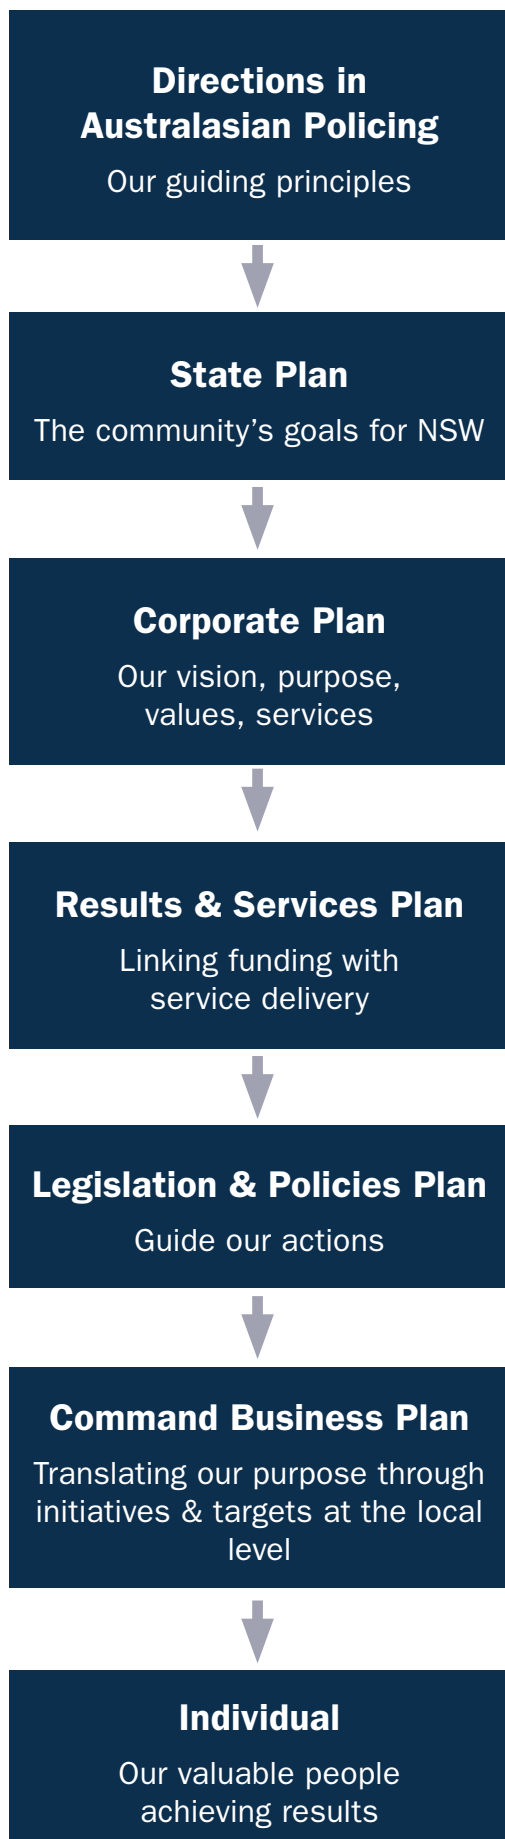 Directions in
Australasian Policing
Our guiding principles
State Plan
The community’s goals for NSW
Corporate Plan
Our vision, purpose,
values, services
Results & Services Plan
Linking funding with
service delivery
Legislation & Policies Plan
Guide our actions
Command Business Plan
Translating our purpose through
initiatives & targets at the local
level
Individual
Our valuable people
achieving results